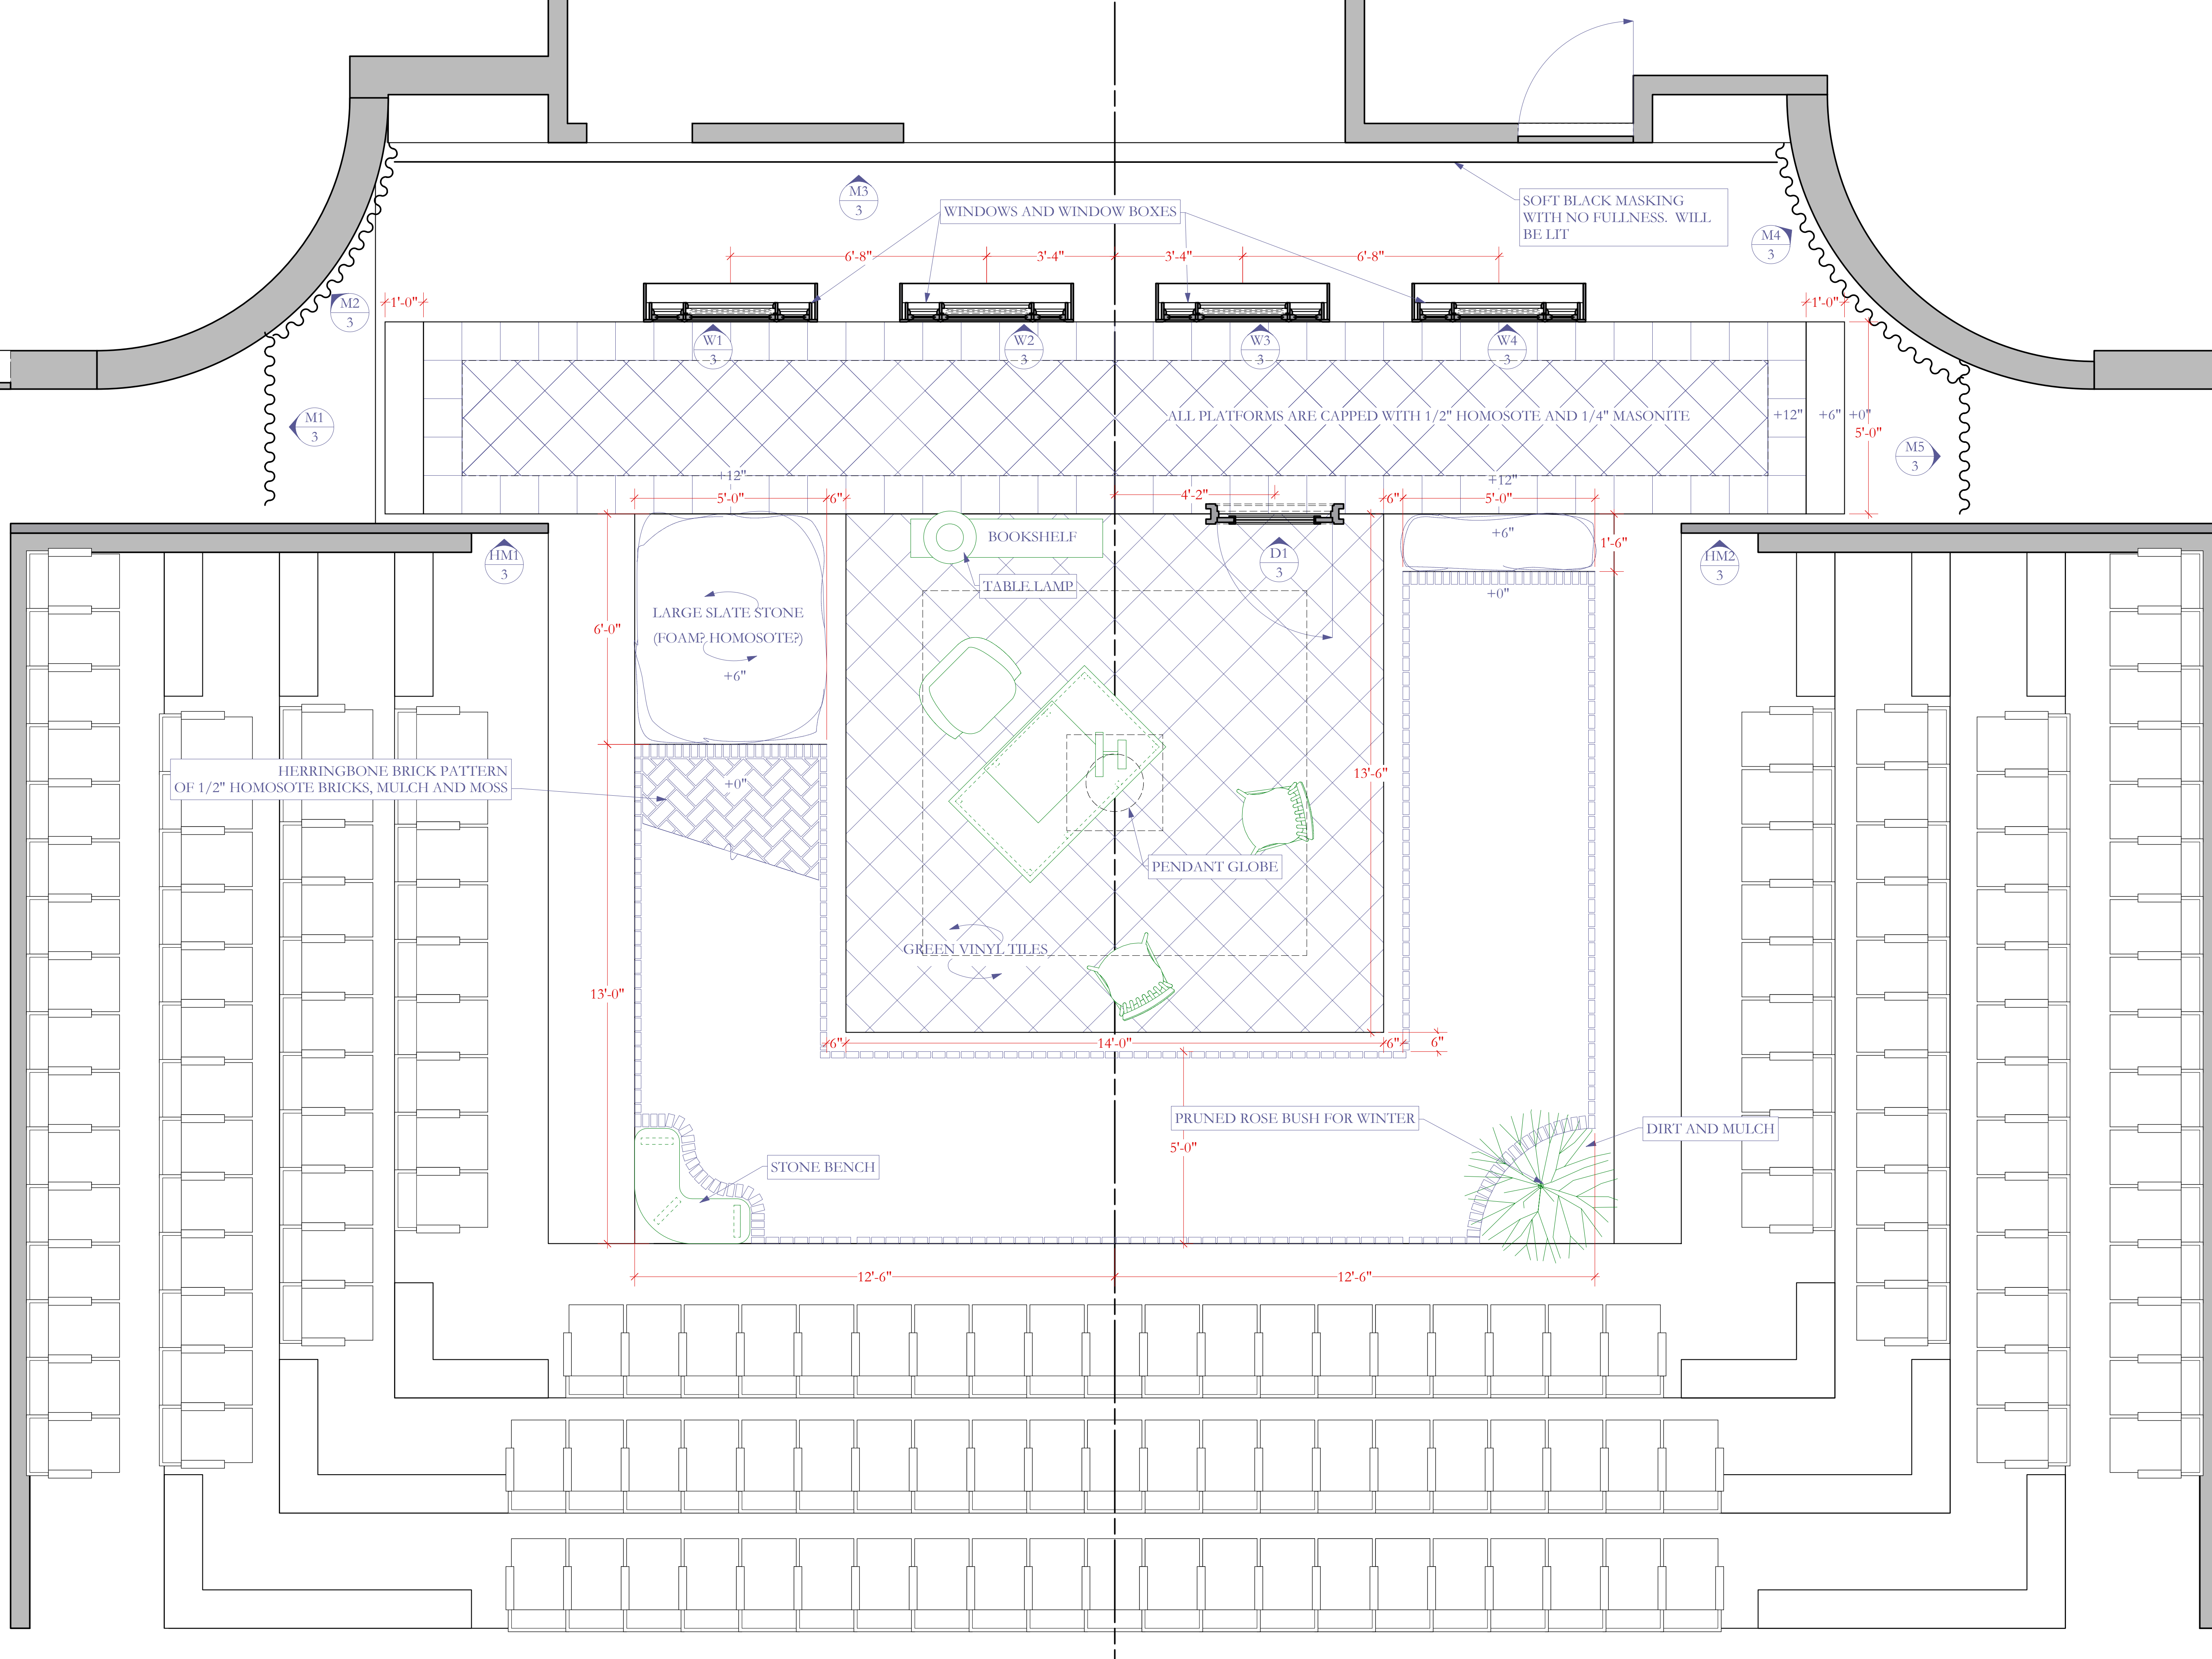 M3
3
WINDOWS AND WINDOW BOXES
SOFT BLACK MASKING
WITH NO FULLNESS.  WILL
BE LIT
M4
3
6'-8"
3'-4"
3'-4"
6'-8"
M2
3
1'-0"
1'-0"
W1
3
W2
3
W3
3
W4
3
M1
3
ALL PLATFORMS ARE CAPPED WITH 1/2" HOMOSOTE AND 1/4" MASONITE
+12"
+6"
+0"
5'-0"
M5
3
+12"
+12"
5'-0"
6"
4'-2"
6"
5'-0"
HM1
3
BOOKSHELF
D1
3
+6"
1'-6"
HM2
3
TABLE LAMP
+0"
LARGE SLATE STONE
(FOAM? HOMOSOTE?)
6'-0"
+6"
HERRINGBONE BRICK PATTERN
OF 1/2" HOMOSOTE BRICKS, MULCH AND MOSS
+0"
13'-6"
PENDANT GLOBE
GREEN VINYL TILES
13'-0"
6"
14'-0"
6"
6"
PRUNED ROSE BUSH FOR WINTER
DIRT AND MULCH
5'-0"
STONE BENCH
12'-6"
12'-6"